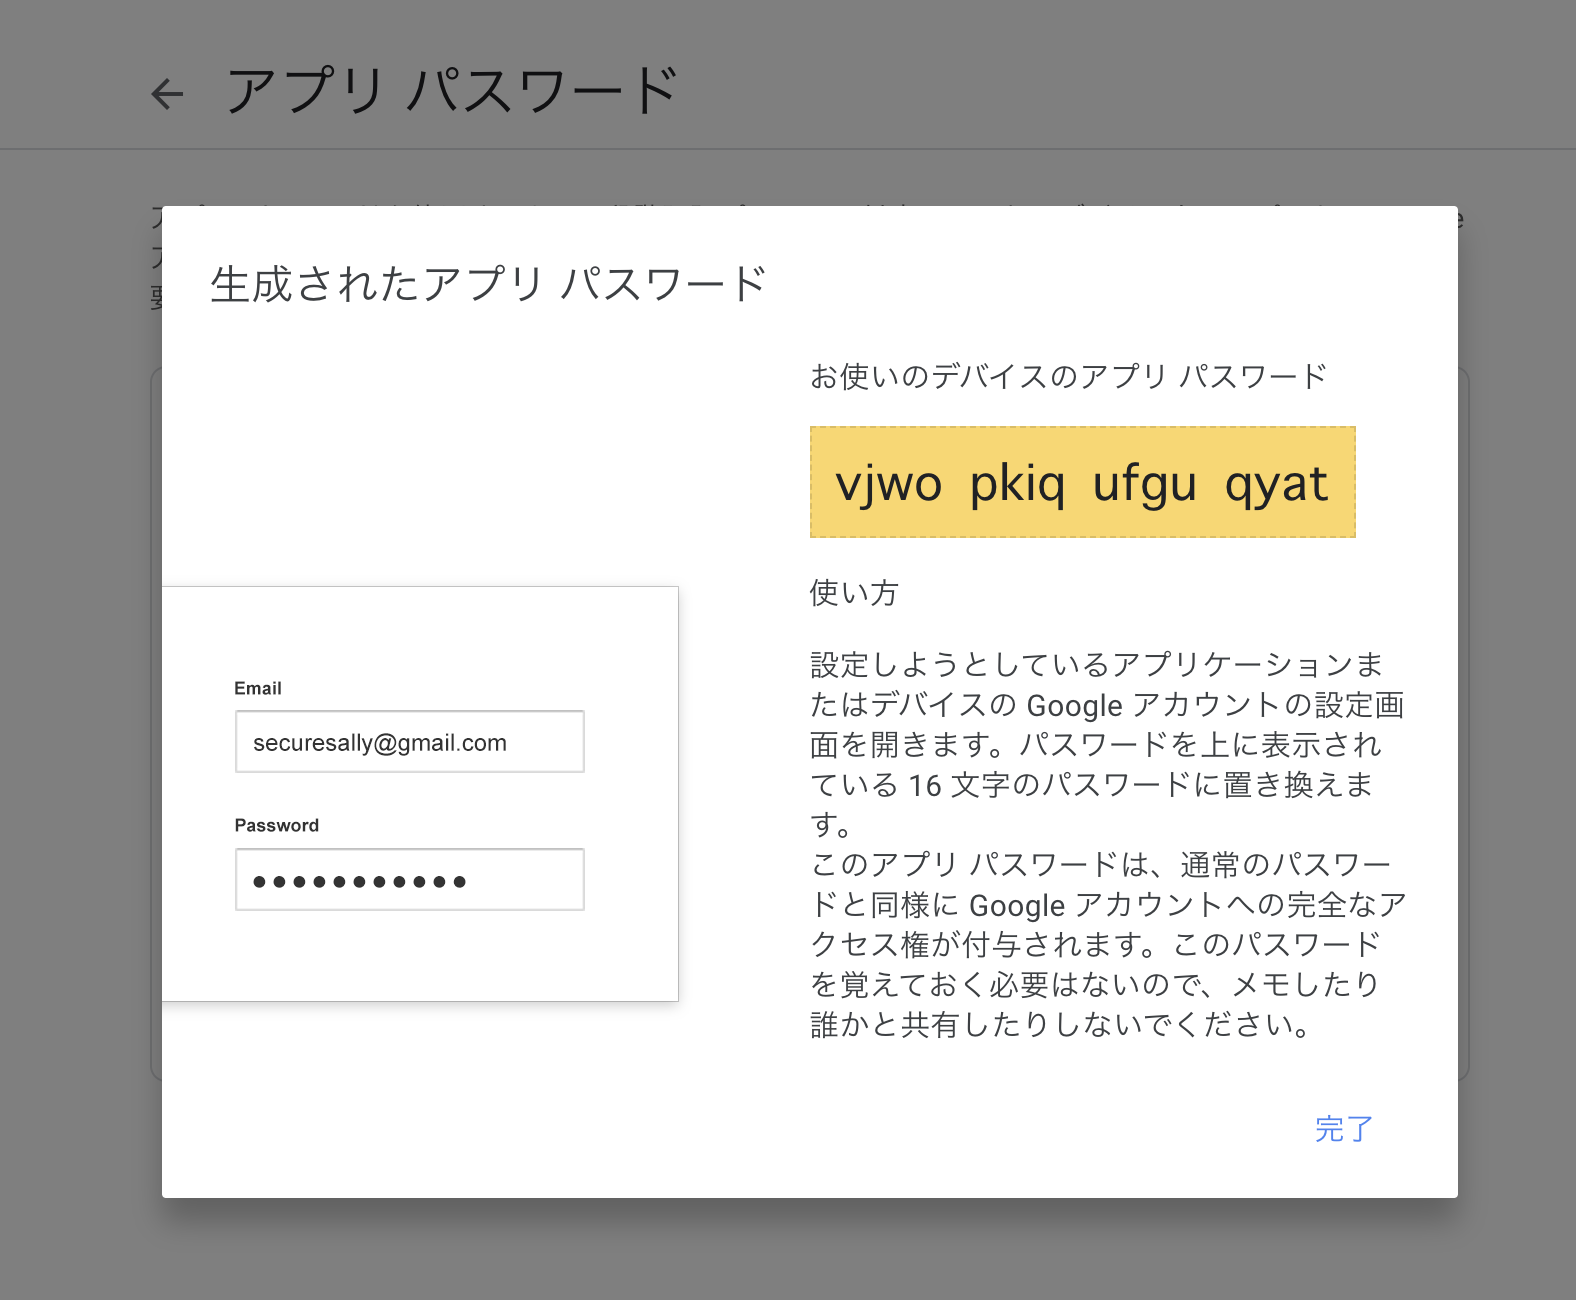 アプリ パスワード
生成されたアプリ パスワード
お使いのデバイスのアプリ パスワード
vjwo pkiq ufgu qyat
使い方
設定しようとしているアプリケーションま
たはデバイスの Google アカウントの設定画
面を開きます。パスワードを上に表示され
ている 16 文字のパスワードに置き換えま
す。
このアプリ パスワードは、通常のパスワー
ドと同様に Google アカウントへの完全なア
クセス権が付与されます。このパスワード
を覚えておく必要はないので、メモしたり
誰かと共有したりしないでください。
Email
securesally@gmail.com
Password
完了